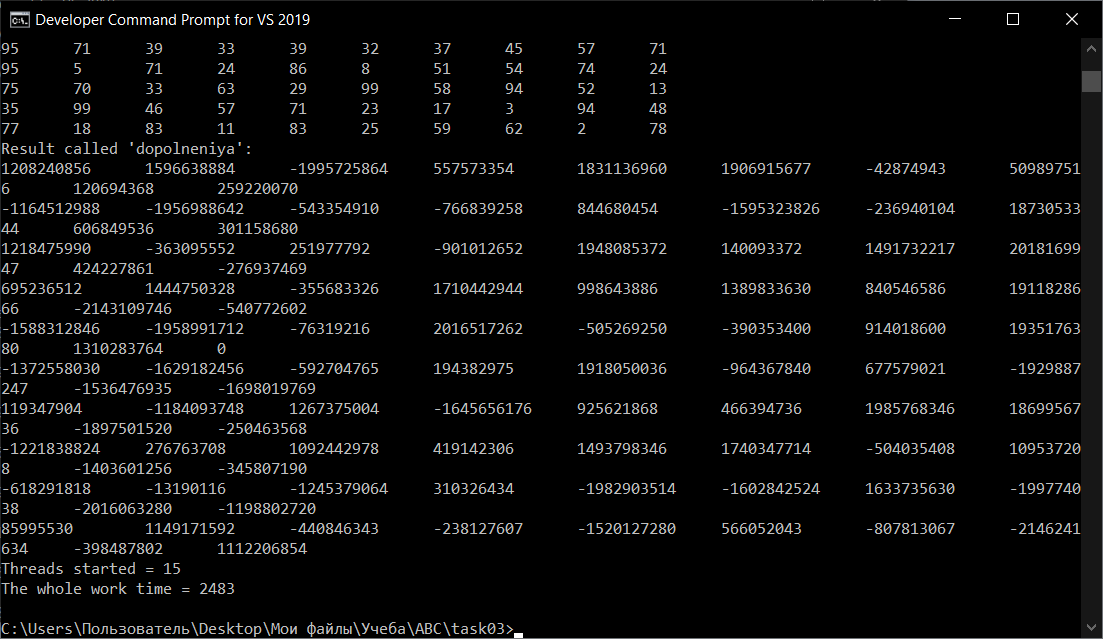 Developer Command Prompt for VS 2019
95 71 39 33 39 32 37 45 57 71
95 5 71 24 86 8 51 54 74 24
75 70 33 63 29 99 58 94 52 13
35 99 46 57 71 23 17 3 94 48
77 18 83 11 83 25 59 62 2 78
Result called 'dopolneniya':
1208240856 1596638884 -1995725864 557573354 1831136960 1906915677 -42874943 50989751
6 120694368 259220070
-1164512988 -1956988642 -543354910 -766839258 844680454 -1595323826 -236940104 18730533
44 606849536 301158680
1218475990 -363095552 251977792 -901012652 1948085372 140093372 1491732217 20181699
47 424227861 -276937469
695236512 1444750328 -355683326 1710442944 998643886 1389833630 840546586 19118286
66 -2143109746 -540772602
-1588312846 -1958991712 -76319216 2016517262 -505269250 -390353400 914018600 19351763
80 1310283764 0
-1372558030 -1629182456 -592704765 194382975 1918050036 -964367840 677579021 -1929887
247 -1536476935 -1698019769
119347904 -1184093748 1267375004 -1645656176 925621868 466394736 1985768346 18699567
36 -1897501520 -250463568
-1221838824 276763708 1092442978 419142306 1493798346 1740347714 -504035408 10953720
8 -1403601256 -345807190
-618291818 -13190116 -1245379064 310326434 -1982903514 -1602842524 1633735630 -1997740
38 -2016063280 -1198802720
85995530 1149171592 -440846343 -238127607 -1520127280 566052043 -807813067 -2146241
634 -398487802 1112206854
Threads started = 15
The whole work time = 2483
C:\Users\Пользователь\Desktop\Мои файлы\Учеба\ABC\task03>